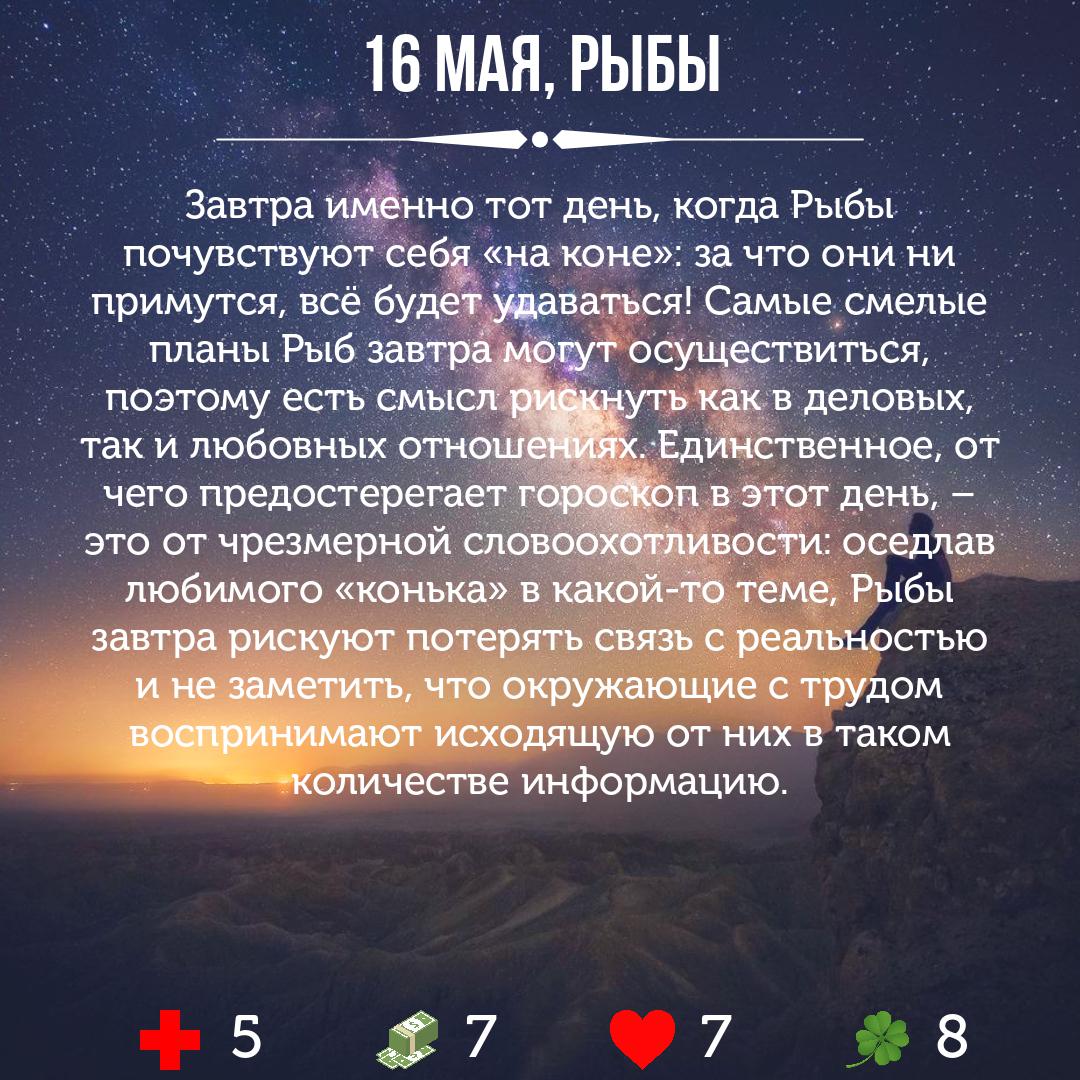 16 МАЯ, РЫБЫ
Завтра именно тот день, когда Рыбы
почувствуют себя «на коне»: за что они ни
примутся, всё будет удаваться! Самые смелые
планы Рыб завтра могут осуществиться,
поэтому есть смысл рискнуть как в деловых,
так и любовных отношениях. Единственное, от
чего предостерегает гороскоп в этот день, –
это от чрезмерной словоохотливости: оседлав
любимого «конька» в какой-то теме, Рыбы
завтра рискуют потерять связь с реальностью
и не заметить, что окружающие с трудом
воспринимают исходящую от них в таком
количестве информацию.
5 7 7 8